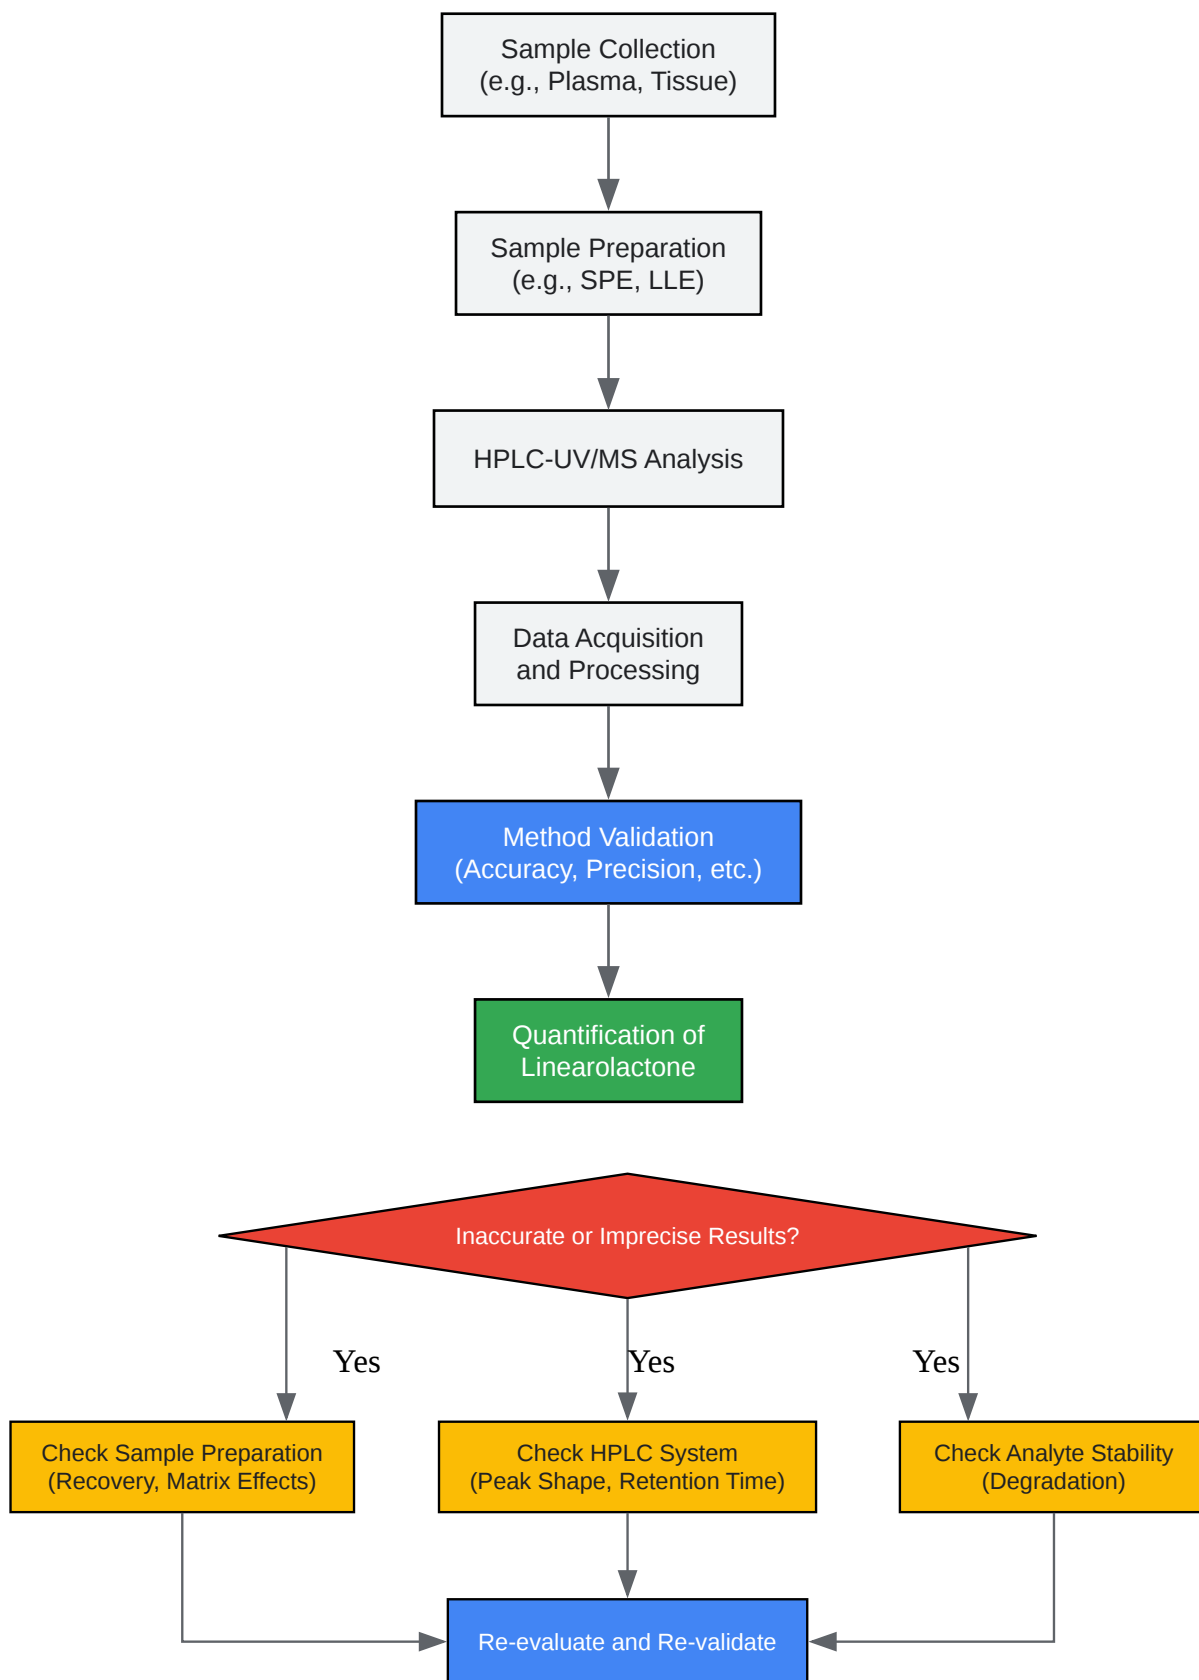 Sample Collection
(e.g., Plasma, Tissue)
Sample Preparation
(e.g., SPE, LLE)
HPLC-UV/MS Analysis
Data Acquisition
and Processing
Method Validation
(Accuracy, Precision, etc.)
Quantification of
Linearolactone
Inaccurate or Imprecise Results?
Yes
Yes
Yes
Check Sample Preparation
(Recovery, Matrix Effects)
Check HPLC System
(Peak Shape, Retention Time)
Check Analyte Stability
(Degradation)
Re-evaluate and Re-validate